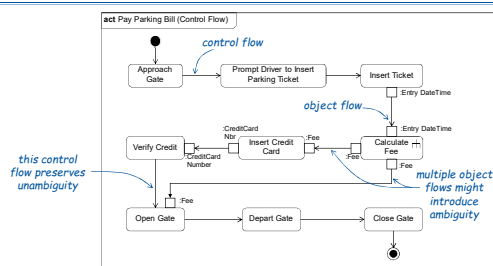 act Pay Parking Bill (Control Flow)
control flow
Approach
Gate
Prompt Driver to Insert
Parking Ticket
Insert Ticket
:Entry DateTime
object flow
:Entry DateTime
:CreditCard
Nbr
:Fee
Verify Credit
Insert Credit
Card
Calculate
Fee
:CreditCard
Number
:Fee
:Fee
this control
flow preserves
unambiguity
multiple object
flows might
introduce
ambiguity
:Fee
Open Gate
Depart Gate
Close Gate